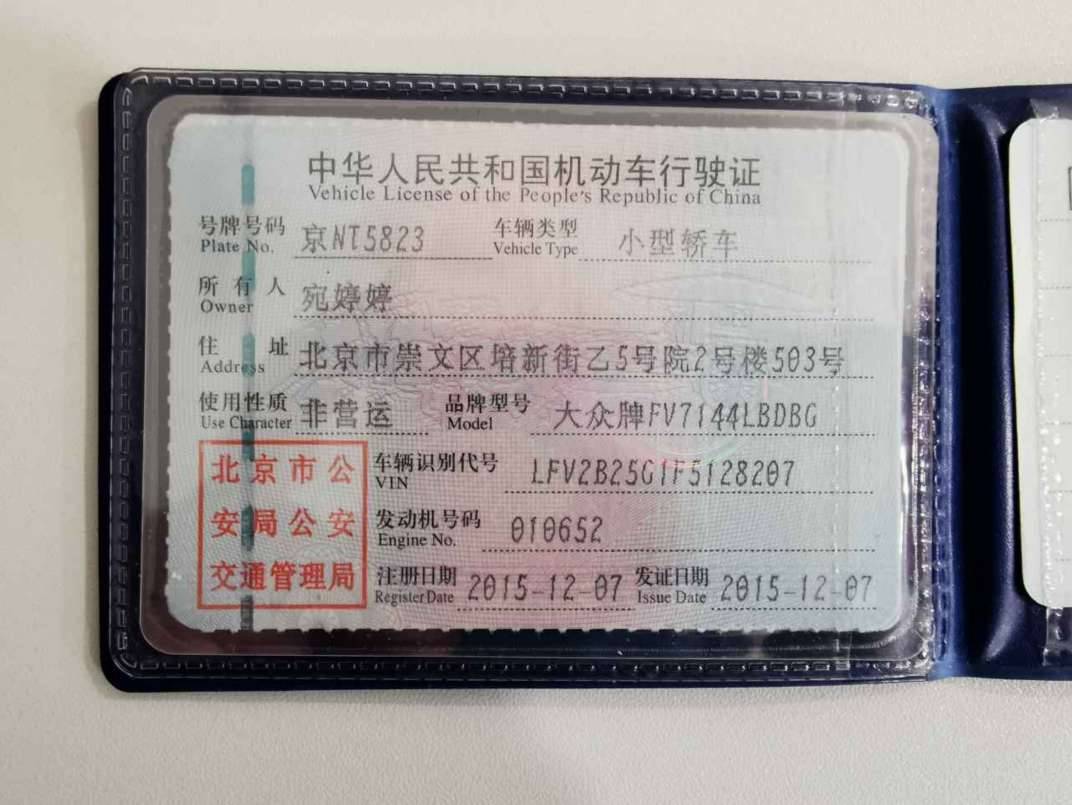 中华人民共和国机动车行驶证
Vehicle License of the People's Republic of China
号牌号码 京NT5823 车辆类型 小型轿车
Plate No. Vehicle Type
所有人 宛婷婷
Owner
住址 北京市崇文区培新街乙5号院2号楼503号
Address
使用性质 非营运 品牌型号 大众牌FV7144LBDBG
Use Character Model
北京市公
安局公安
交通管理局
车辆识别代号 LFV2B25G1F5128207
VIN
发动机号码 010652
Engine No.
注册日期 2015-12-07 发证日期 2015-12-07
Register Date Issue Date